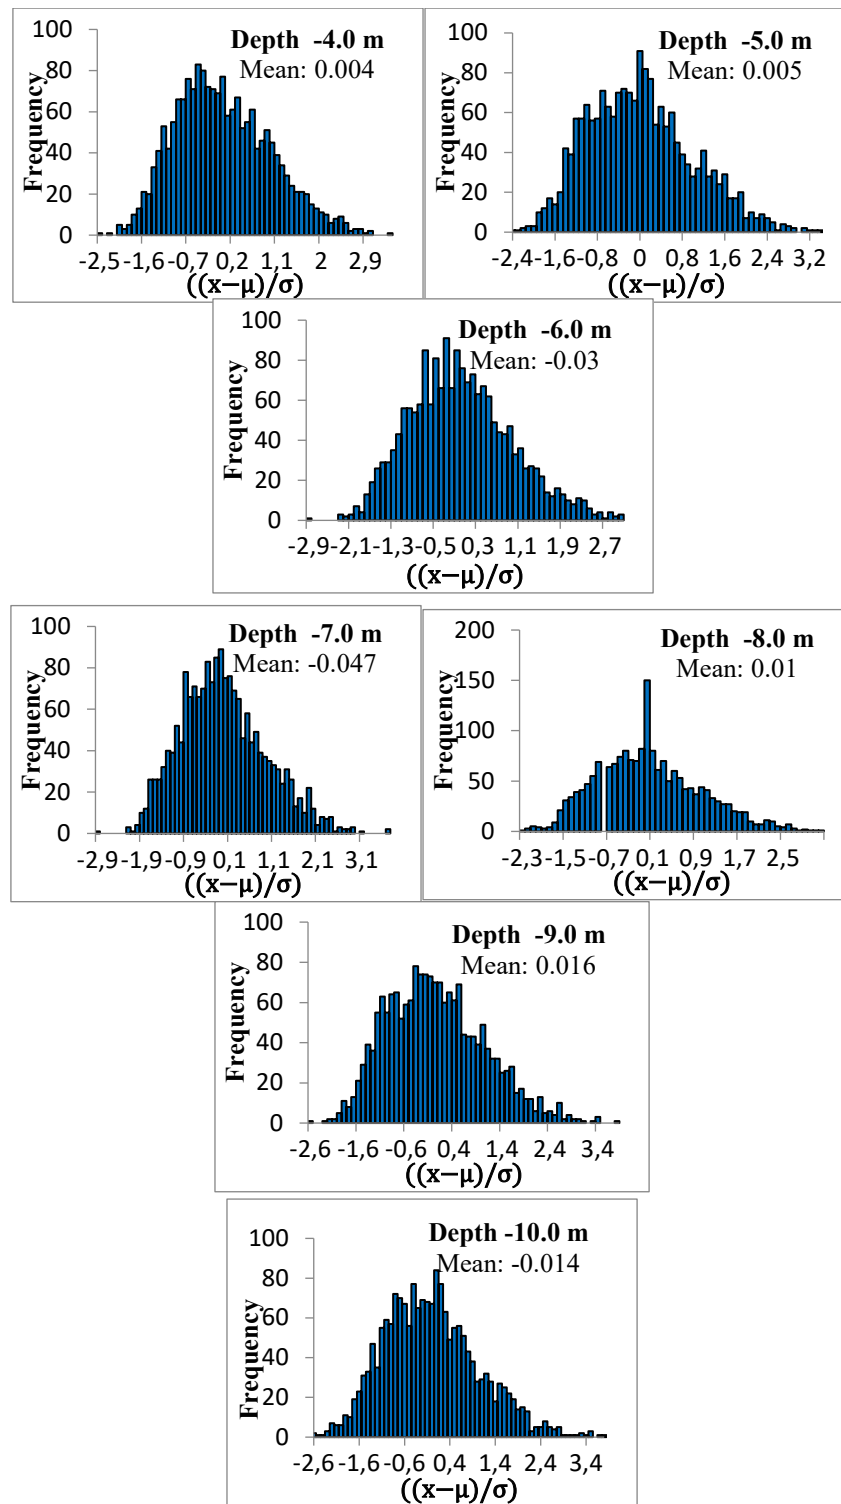 Depth -4.0 m
Mean: 0.004
Frequency
100
80
60
40
20
0
-2,5 -1,6 -0,7 0,2 1,1 2 2,9
((x−μ)/σ)
Depth -5.0 m
Mean: 0.005
Frequency
100
80
60
40
20
0
-2,4 -1,6 -0,8 0 0,8 1,6 2,4 3,2
((x−μ)/σ)
Depth -6.0 m
Mean: -0.03
Frequency
100
80
60
40
20
0
-2,9 -2,1 -1,3 -0,5 0,3 1,1 1,9 2,7
((x−μ)/σ)
Depth -7.0 m
Mean: -0.047
Frequency
100
80
60
40
20
0
-2,9 -1,9 -0,9 0,1 1,1 2,1 3,1
((x−μ)/σ)
Depth -8.0 m
Mean: 0.01
Frequency
200
150
100
50
0
-2,3 -1,5 -0,7 0,1 0,9 1,7 2,5
((x−μ)/σ)
Depth -9.0 m
Mean: 0.016
Frequency
100
80
60
40
20
0
-2,6 -1,6 -0,6 0,4 1,4 2,4 3,4
((x−μ)/σ)
Depth -10.0 m
Mean: -0.014
Frequency
100
80
60
40
20
0
-2,6 -1,6 -0,6 0,4 1,4 2,4 3,4
((x−μ)/σ)